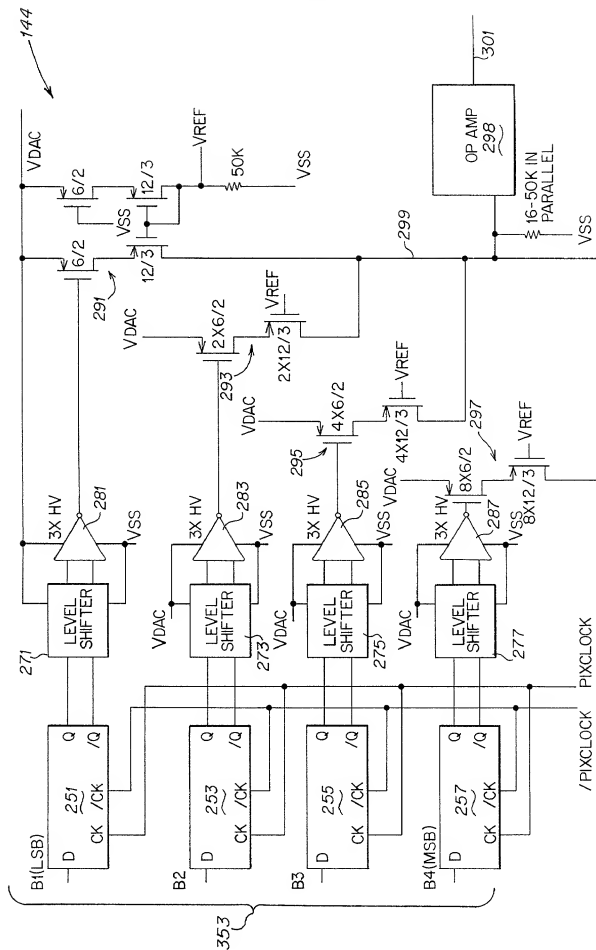 144
VDAC
6/2
6/2
VSS
12/3
12/3
291
VREF
50K
VSS
3X HV
281
VSS
LEVEL
SHIFTER
271
B1(LSB)
D
Q
/Q
251
CK
/CK
VDAC
2X6/2
293
VREF
2X12/3
299
3X HV
283
VSS
VDAC
LEVEL
SHIFTER
273
B2
D
Q
/Q
253
CK
/CK
VDAC
4X6/2
295
VREF
4X12/3
OP AMP
298
301
16-50K IN
PARALLEL
VSS
3X HV
285
VSS
VDAC
LEVEL
SHIFTER
275
B3
D
Q
/Q
255
CK
/CK
VDAC
8X6/2
297
VREF
8X12/3
3X HV
287
VSS
VDAC
LEVEL
SHIFTER
277
B4(MSB)
D
Q
/Q
257
CK
/CK
353
PIXCLOCK
/PIXCLOCK